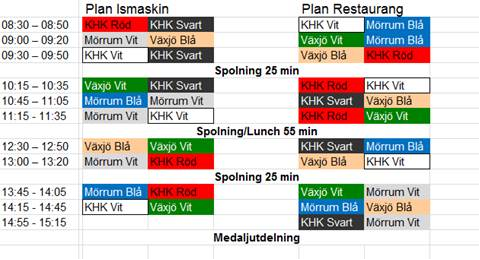 Plan Ismaskin Plan Restaurang
08:30 – 08:50 KHK Röd KHK Svart KHK Vit Mörrum Blå
09:00 – 09:20 Mörrum Vit Växjö Blå Växjö Vit Mörrum Blå
09:30 – 09:50 KHK Vit KHK Svart Växjö Blå KHK Röd
Spolning 25 min
10:15 – 10:35 Växjö Vit KHK Svart KHK Röd KHK Vit
10:45 – 11:05 Mörrum Blå Mörrum Vit KHK Svart Växjö Blå
11:15 - 11:35 Mörrum Vit KHK Vit KHK Röd Växjö Vit
Spolning/Lunch 55 min
12:30 – 12:50 Växjö Blå Växjö Vit KHK Svart Mörrum Blå
13:00 – 13:20 Mörrum Vit KHK Röd Växjö Blå KHK Vit
Spolning 25 min
13:45 - 14:05 Mörrum Blå KHK Röd Växjö Vit Mörrum Vit
14:15 - 14:45 KHK Vit Växjö Vit Mörrum Blå Växjö Blå
14:55 - 15:15 KHK Svart Mörrum Vit
Medaljutdelning